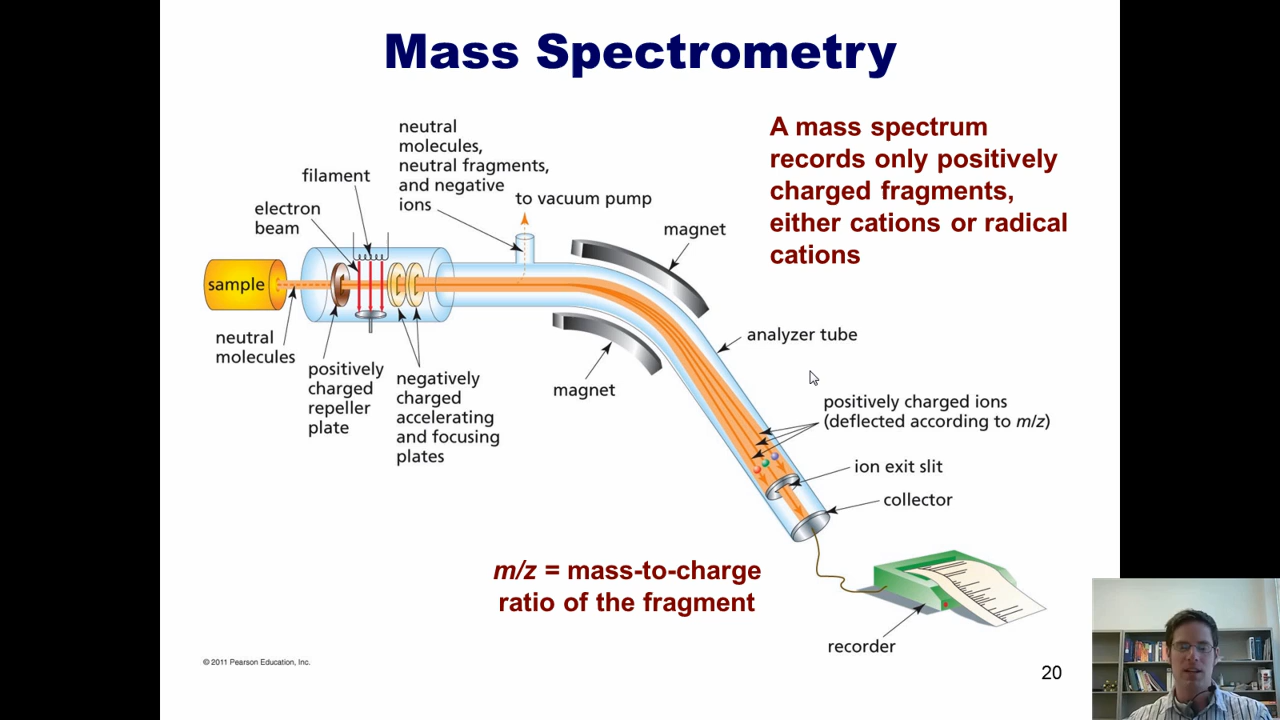 Mass Spectrometry
A mass spectrum
records only positively
charged fragments,
either cations or radical
cations
neutral
molecules,
neutral fragments,
and negative
ions
to vacuum pump
filament
electron
beam
magnet
sample
neutral
molecules
positively
charged
repeller
plate
negatively
charged
accelerating
and focusing
plates
magnet
analyzer tube
positively charged ions
(deflected according to m/z)
ion exit slit
collector
m/z = mass-to-charge
ratio of the fragment
recorder
© 2011 Pearson Education, Inc.
20